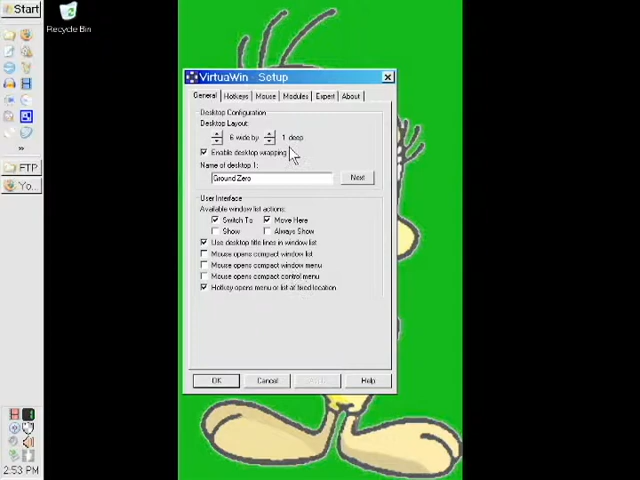 Start
Recycle Bin
VirtuaWin - Setup
General Hotkeys Mouse Modules Expert About
Desktop Configuration
Desktop Layout:
6 wide by 1 deep
Enable desktop wrapping
Name of desktop 1:
Ground Zero
Next
User Interface
Available window list actions:
Switch To Move Here
Show Always Show
Use desktop title lines in window list
Mouse opens compact window list
Mouse opens compact window menu
Mouse opens compact control menu
Hotkey opens menu or list at fixed location
OK Cancel Help
»
FTP
Yo...
2:53 PM